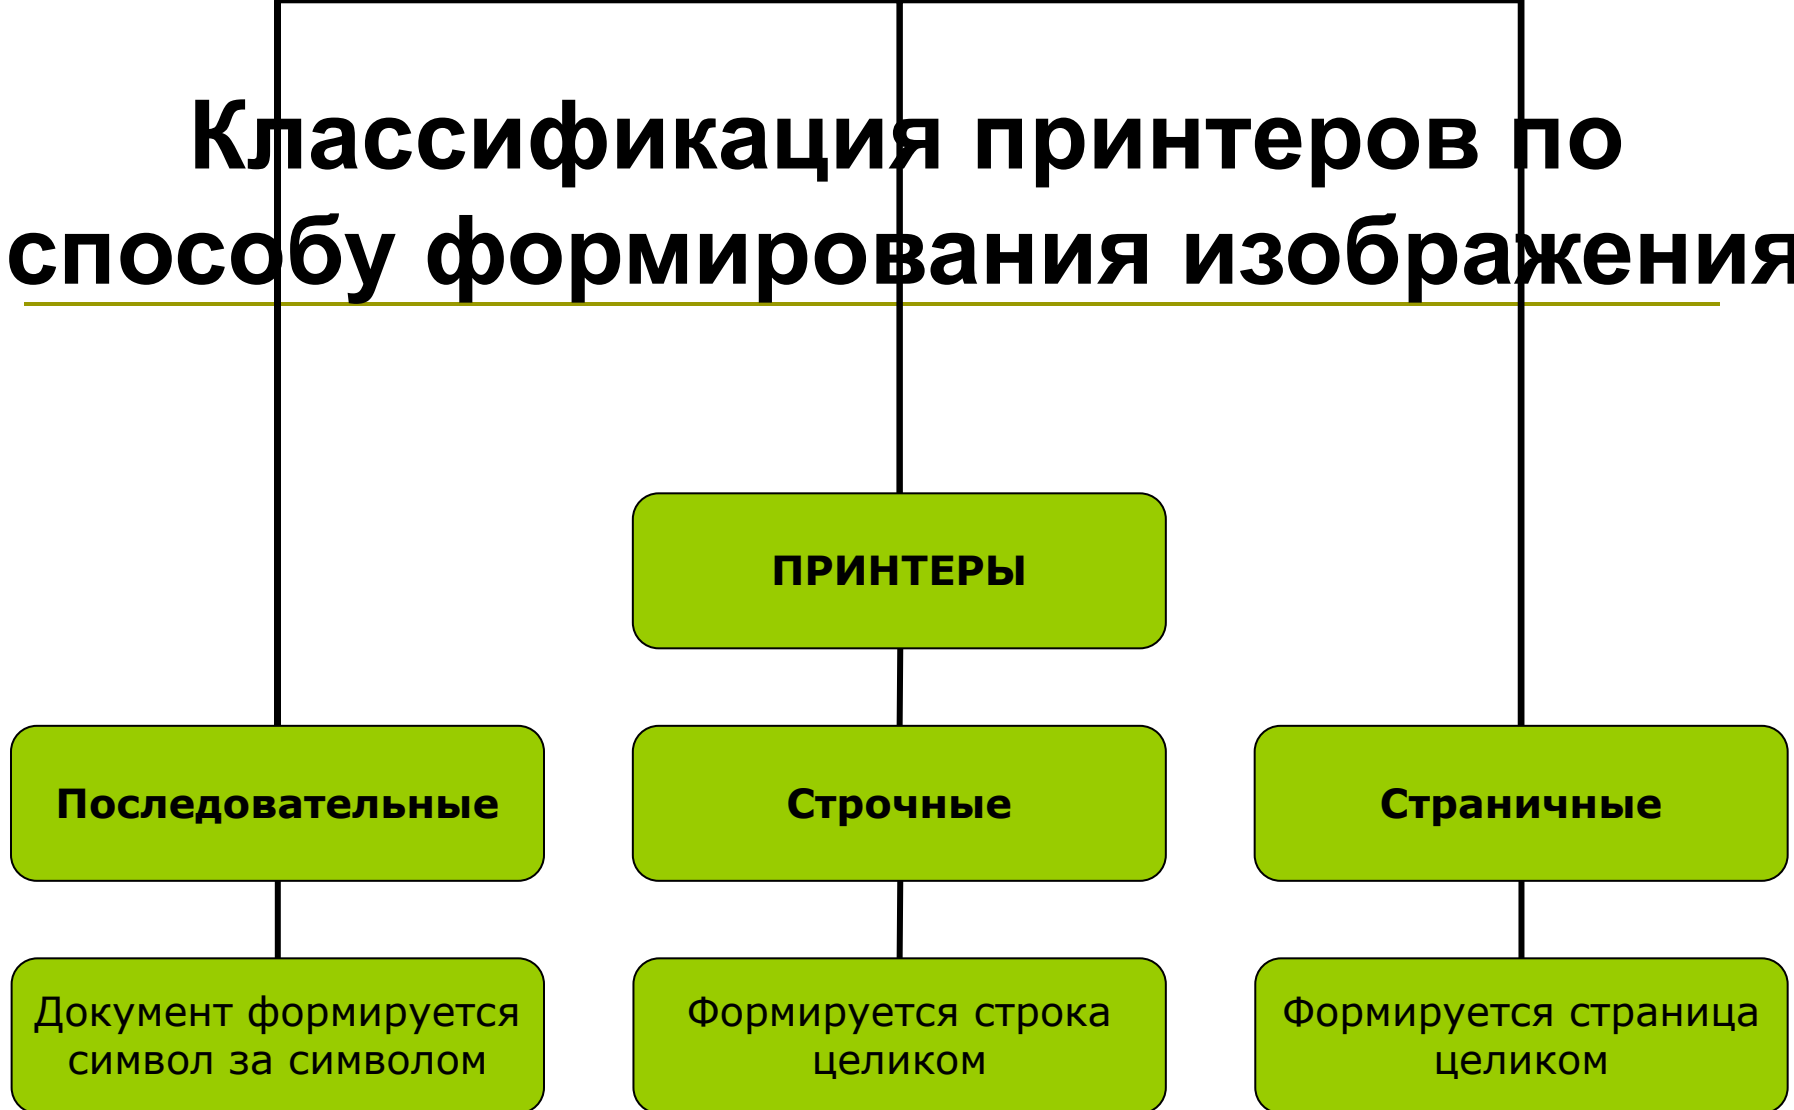 Классификация принтеров по
способу формирования изображения
ПРИНТЕРЫ
Последовательные
Строчные
Страничные
Документ формируется
символ за символом
Формируется строка
целиком
Формируется страница
целиком